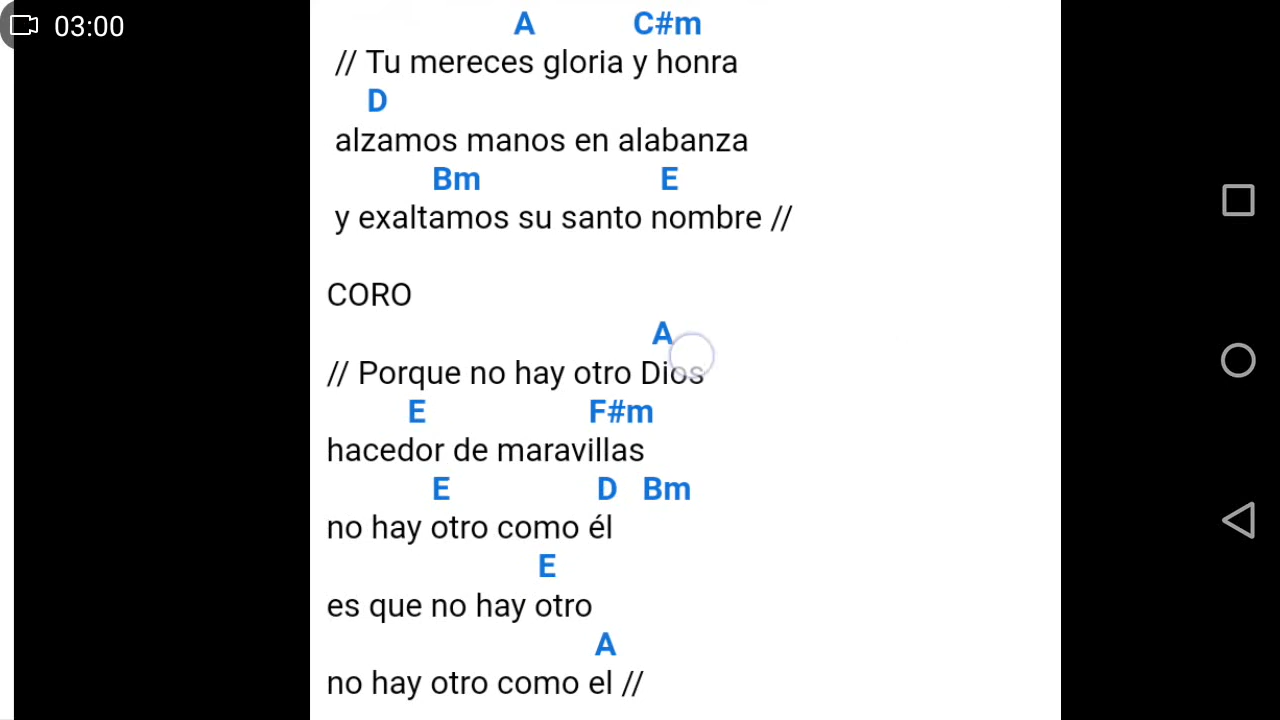 03:00
A C#m
// Tu mereces gloria y honra
D
alzamos manos en alabanza
Bm E
y exaltamos su santo nombre //
CORO
A
// Porque no hay otro Dios
E F#m
hacedor de maravillas
E D Bm
no hay otro como él
E
es que no hay otro
A
no hay otro como el //